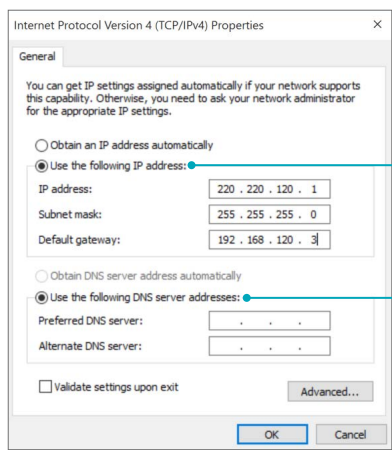 Internet Protocol Version 4 (TCP/IPv4) Properties
General
You can get IP settings assigned automatically if your network supports
this capability. Otherwise, you need to ask your network administrator
for the appropriate IP settings.
Obtain an IP address automatically
Use the following IP address:
IP address: 220 . 220 . 120 . 1
Subnet mask: 255 . 255 . 255 . 0
Default gateway: 192 . 168 . 120 . 3
Obtain DNS server address automatically
Use the following DNS server addresses:
Preferred DNS server: . . .
Alternate DNS server: . . .
Validate settings upon exit
Advanced...
OK Cancel